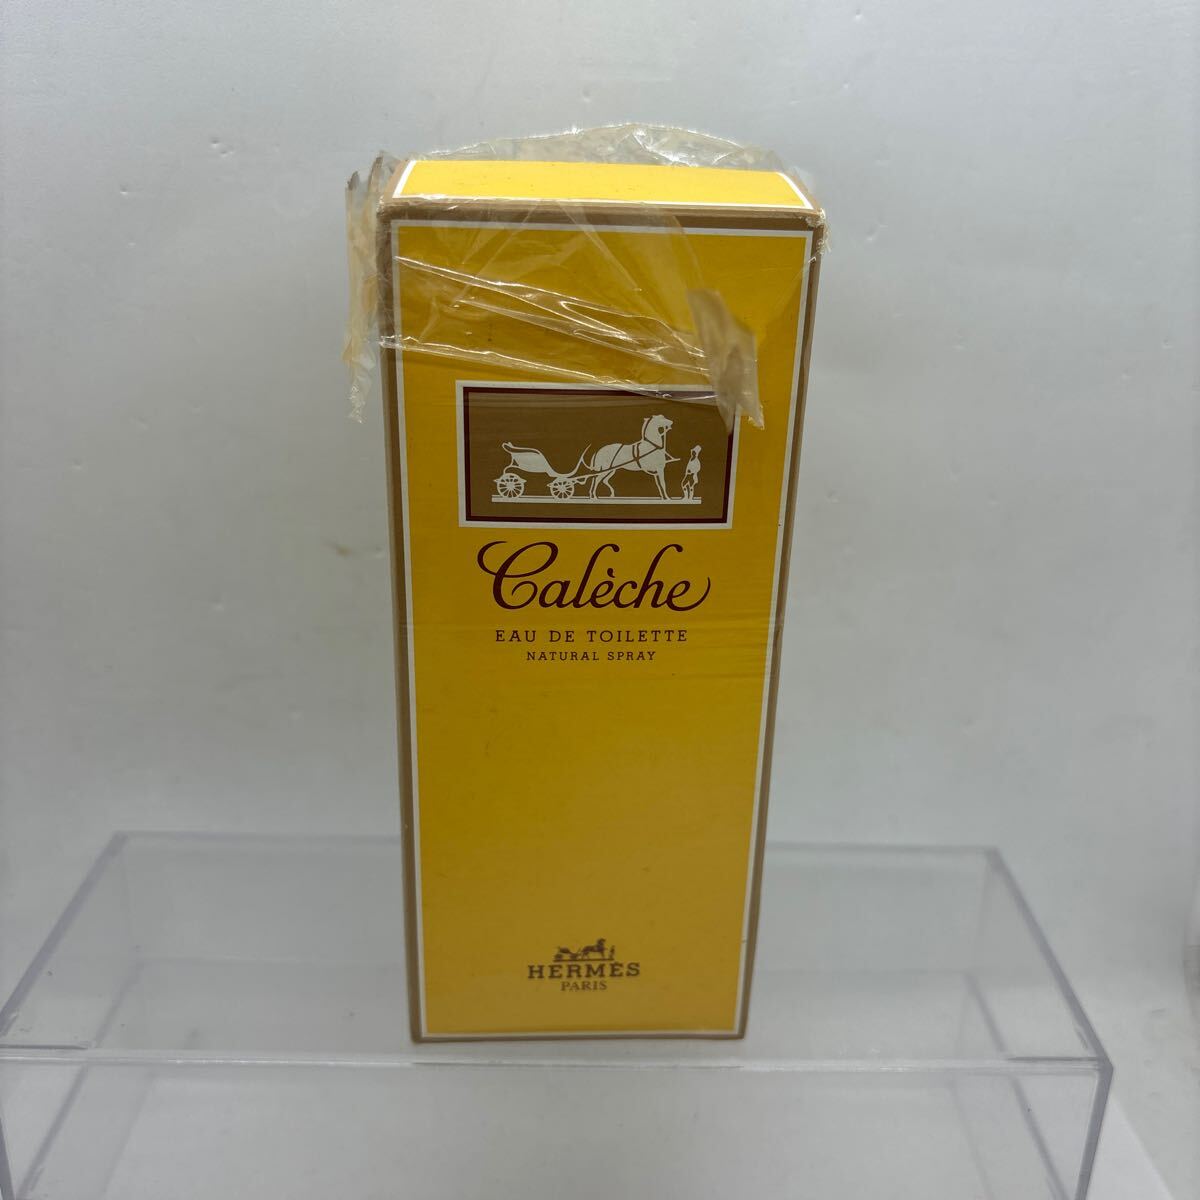 Calèche
EAU DE TOILETTE
NATURAL SPRAY
HERMÈS
PARIS